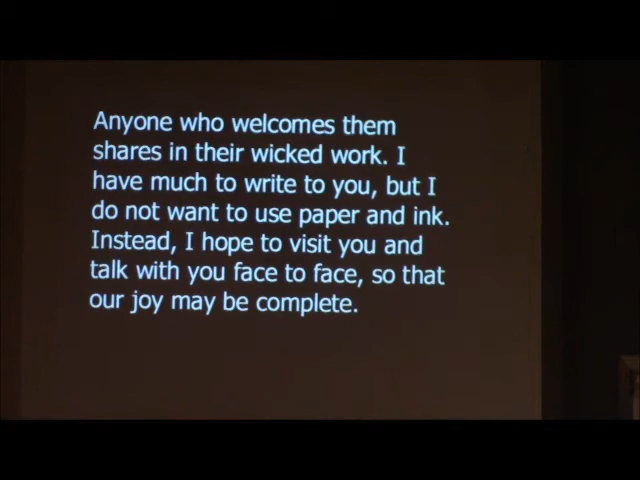 Anyone who welcomes them
shares in their wicked work. I
have much to write to you, but I
do not want to use paper and ink.
Instead, I hope to visit you and
talk with you face to face, so that
our joy may be complete.